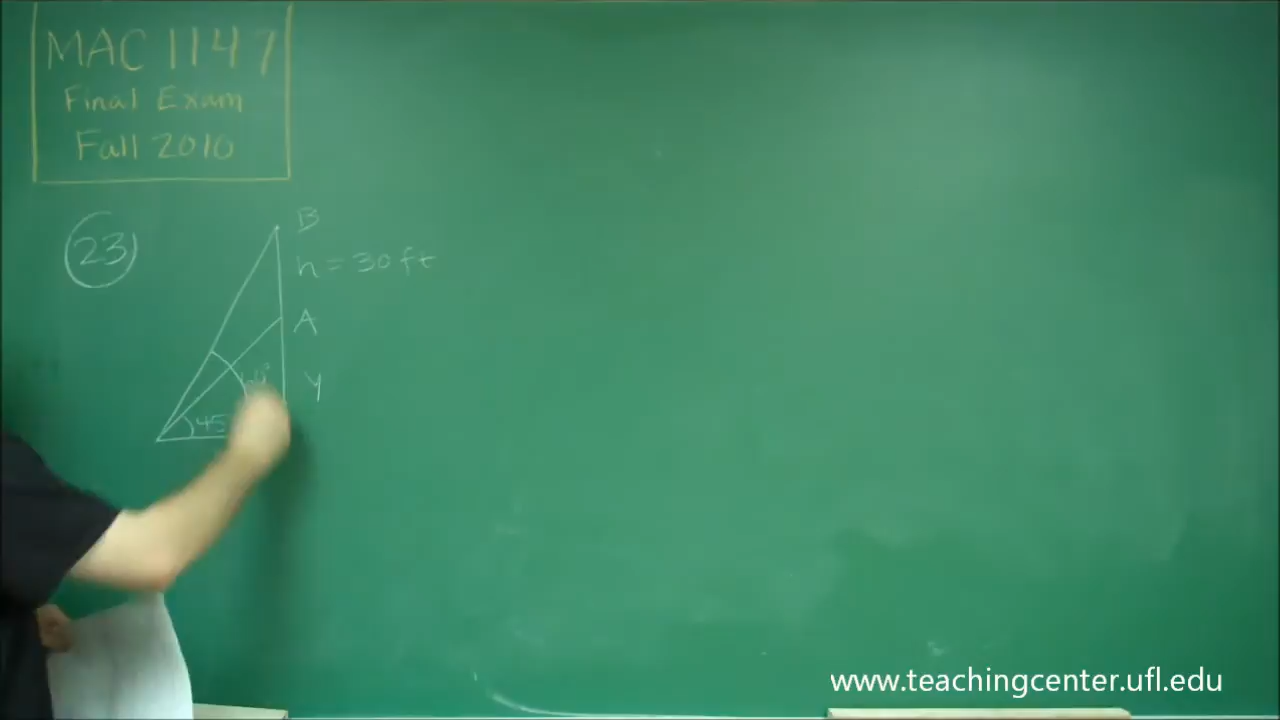 MAC 1147
Final Exam
Fall 2010
23
B
h = 30 ft
A
y
45
www.teachingcenter.ufl.edu